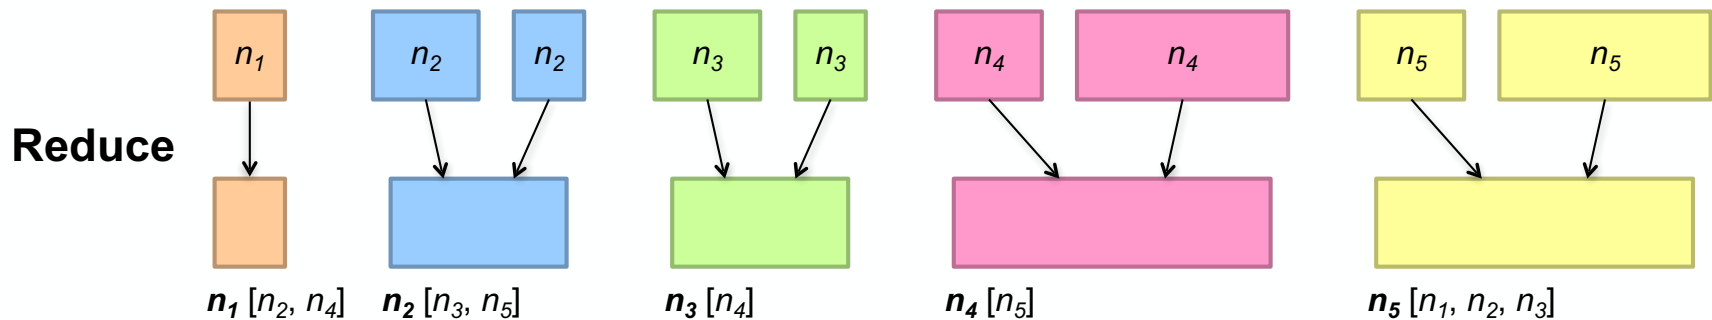 n₁ n₂ n₂ n₃ n₃ n₄ n₄ n₅ n₅
Reduce
n₁ [n₂, n₄] n₂ [n₃, n₅] n₃ [n₄] n₄ [n₅] n₅ [n₁, n₂, n₃]